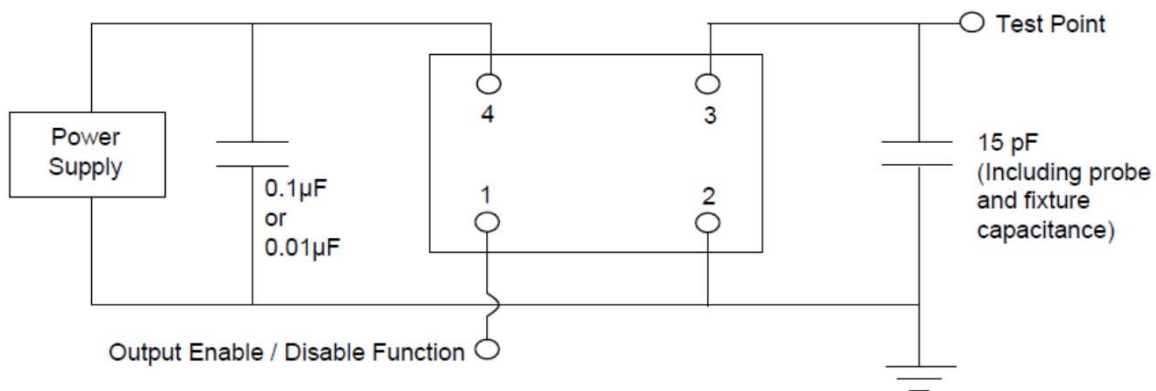 Test Point
4
3
Power
Supply
15 pF
(Including probe
and fixture
capacitance)
0.1µF
or
0.01µF
1
2
Output Enable / Disable Function